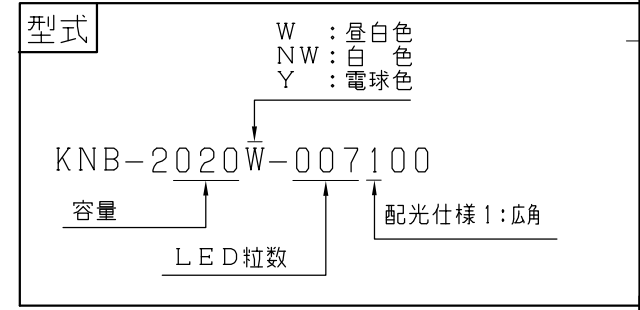 型式
W :昼白色
NW:白 色
Y :電球色
KNB-2020W-007100
容量
配光仕様1:広角
LED粒数